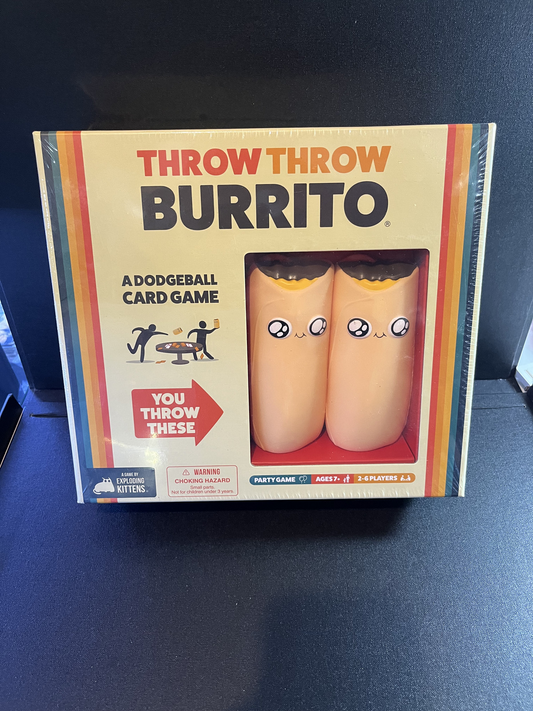 THROW THROW
BURRITO®
A DODGEBALL
CARD GAME
YOU
THROW
THESE
A GAME BY
EXPLODING
KITTENS
⚠ WARNING
CHOKING HAZARD
Small parts.
Not for children under 3 years.
PARTY GAME
AGES 7+
2-6 PLAYERS